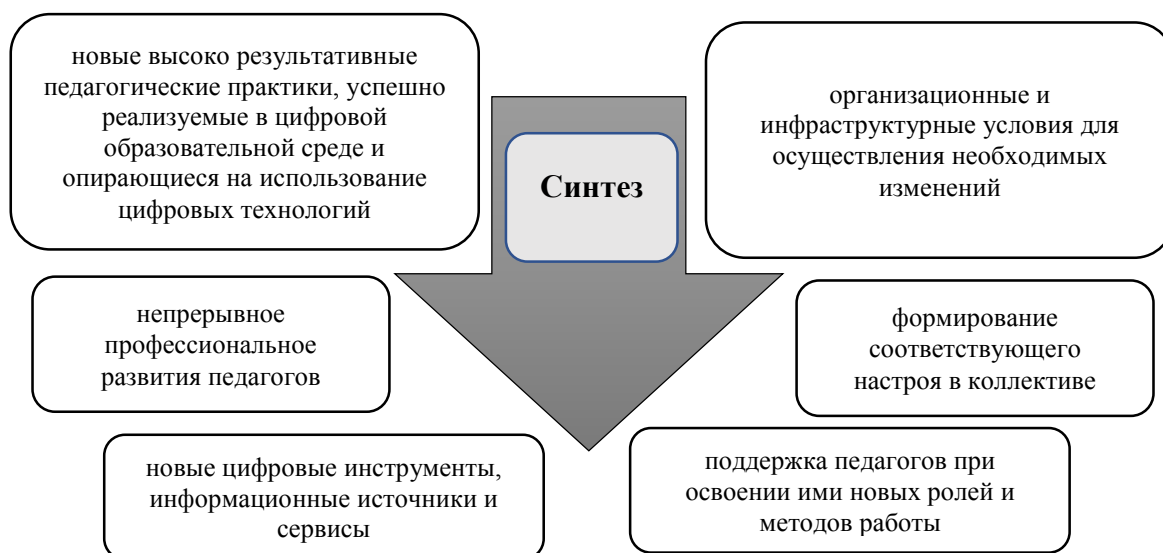 новые высоко результативные
педагогические практики, успешно
реализуемые в цифровой
образовательной среде и
опирающиеся на использование
цифровых технологий
Синтез
организационные и
инфраструктурные условия для
осуществления необходимых
изменений
непрерывное
профессиональное
развития педагогов
формирование
соответствующего
настроя в коллективе
новые цифровые инструменты,
информационные источники и
сервисы
поддержка педагогов при
освоении ими новых ролей и
методов работы